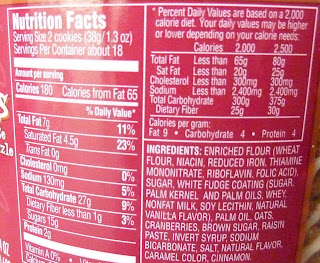 Nutrition Facts
Serving Size 2 cookies (38g/1.3 oz)
Servings Per Container about 18
Amount per serving
Calories 180 Calories from Fat 65
% Daily Value*
Total Fat 7g 11%
Saturated Fat 4.5g 23%
Trans Fat 0g
Cholesterol 0mg 0%
Sodium 130mg 5%
Total Carbohydrate 27g 9%
Dietary Fiber less than 1g 3%
Sugars 15g
Protein 2g
Vitamin A 0%
* Percent Daily Values are based on a 2,000
calorie diet. Your daily values may be higher
or lower depending on your calorie needs:
Calories 2,000 2,500
Total Fat Less than 65g 80g
Sat Fat Less than 20g 25g
Cholesterol Less than 300mg 300mg
Sodium Less than 2,400mg 2,400mg
Total Carbohydrate 300g 375g
Dietary Fiber 25g 30g
Calories per gram:
Fat 9 • Carbohydrate 4 • Protein 4
INGREDIENTS: ENRICHED FLOUR (WHEAT
FLOUR, NIACIN, REDUCED IRON, THIAMINE
MONONITRATE, RIBOFLAVIN, FOLIC ACID),
SUGAR, WHITE FUDGE COATING (SUGAR,
PALM KERNEL AND PALM OILS, WHEY,
NONFAT MILK, SOY LECITHIN, NATURAL
VANILLA FLAVOR), PALM OIL, OATS,
CRANBERRIES, BROWN SUGAR, RAISIN
PASTE, INVERT SYRUP, SODIUM
BICARBONATE, SALT, NATURAL FLAVOR,
CARAMEL COLOR, CINNAMON.